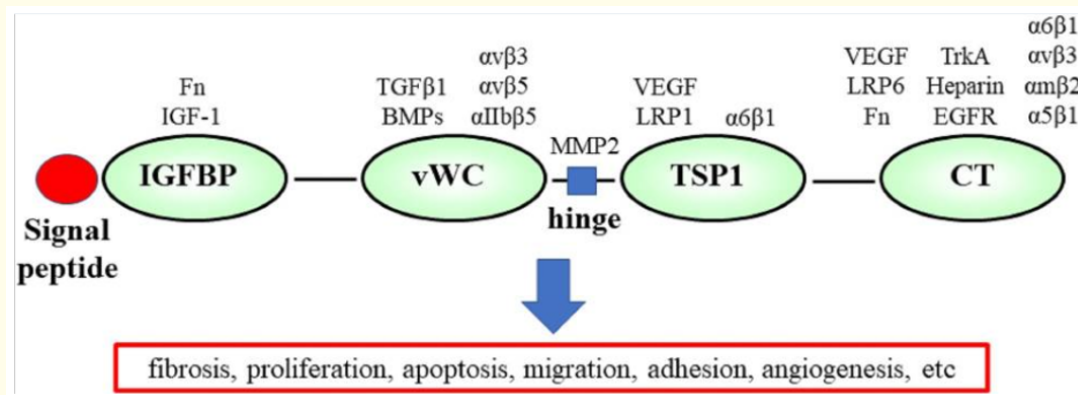 Fn
IGF-1
TGFβ1
BMPs
αvβ3
αvβ5
αIIbβ5
MMP2
VEGF
LRP1
α6β1
VEGF
LRP6
Fn
TrkA
Heparin
EGFR
α6β1
αvβ3
αmβ2
α5β1
IGFBP
vWC
TSP1
CT
Signal
peptide
hinge
fibrosis, proliferation, apoptosis, migration, adhesion, angiogenesis, etc